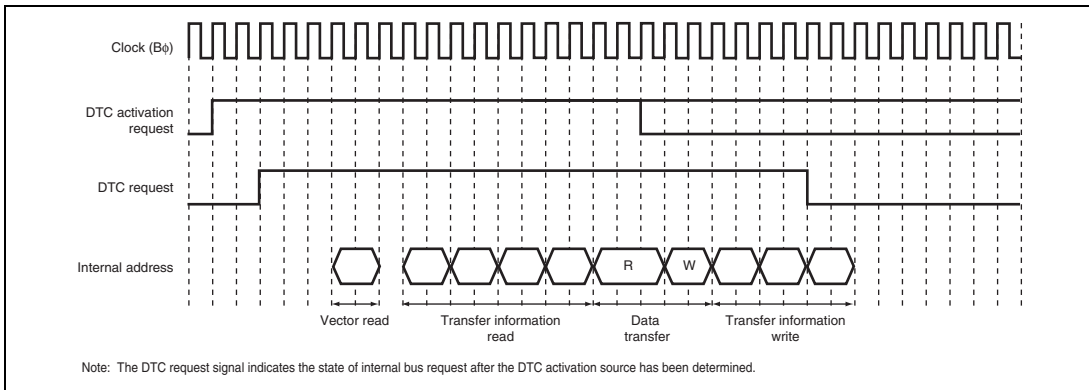 Clock (Bϕ)
DTC activation
request
DTC request
Internal address
R
W
Vector read
Transfer information
read
Data
transfer
Transfer information
write
Note: The DTC request signal indicates the state of internal bus request after the DTC activation source has been determined.